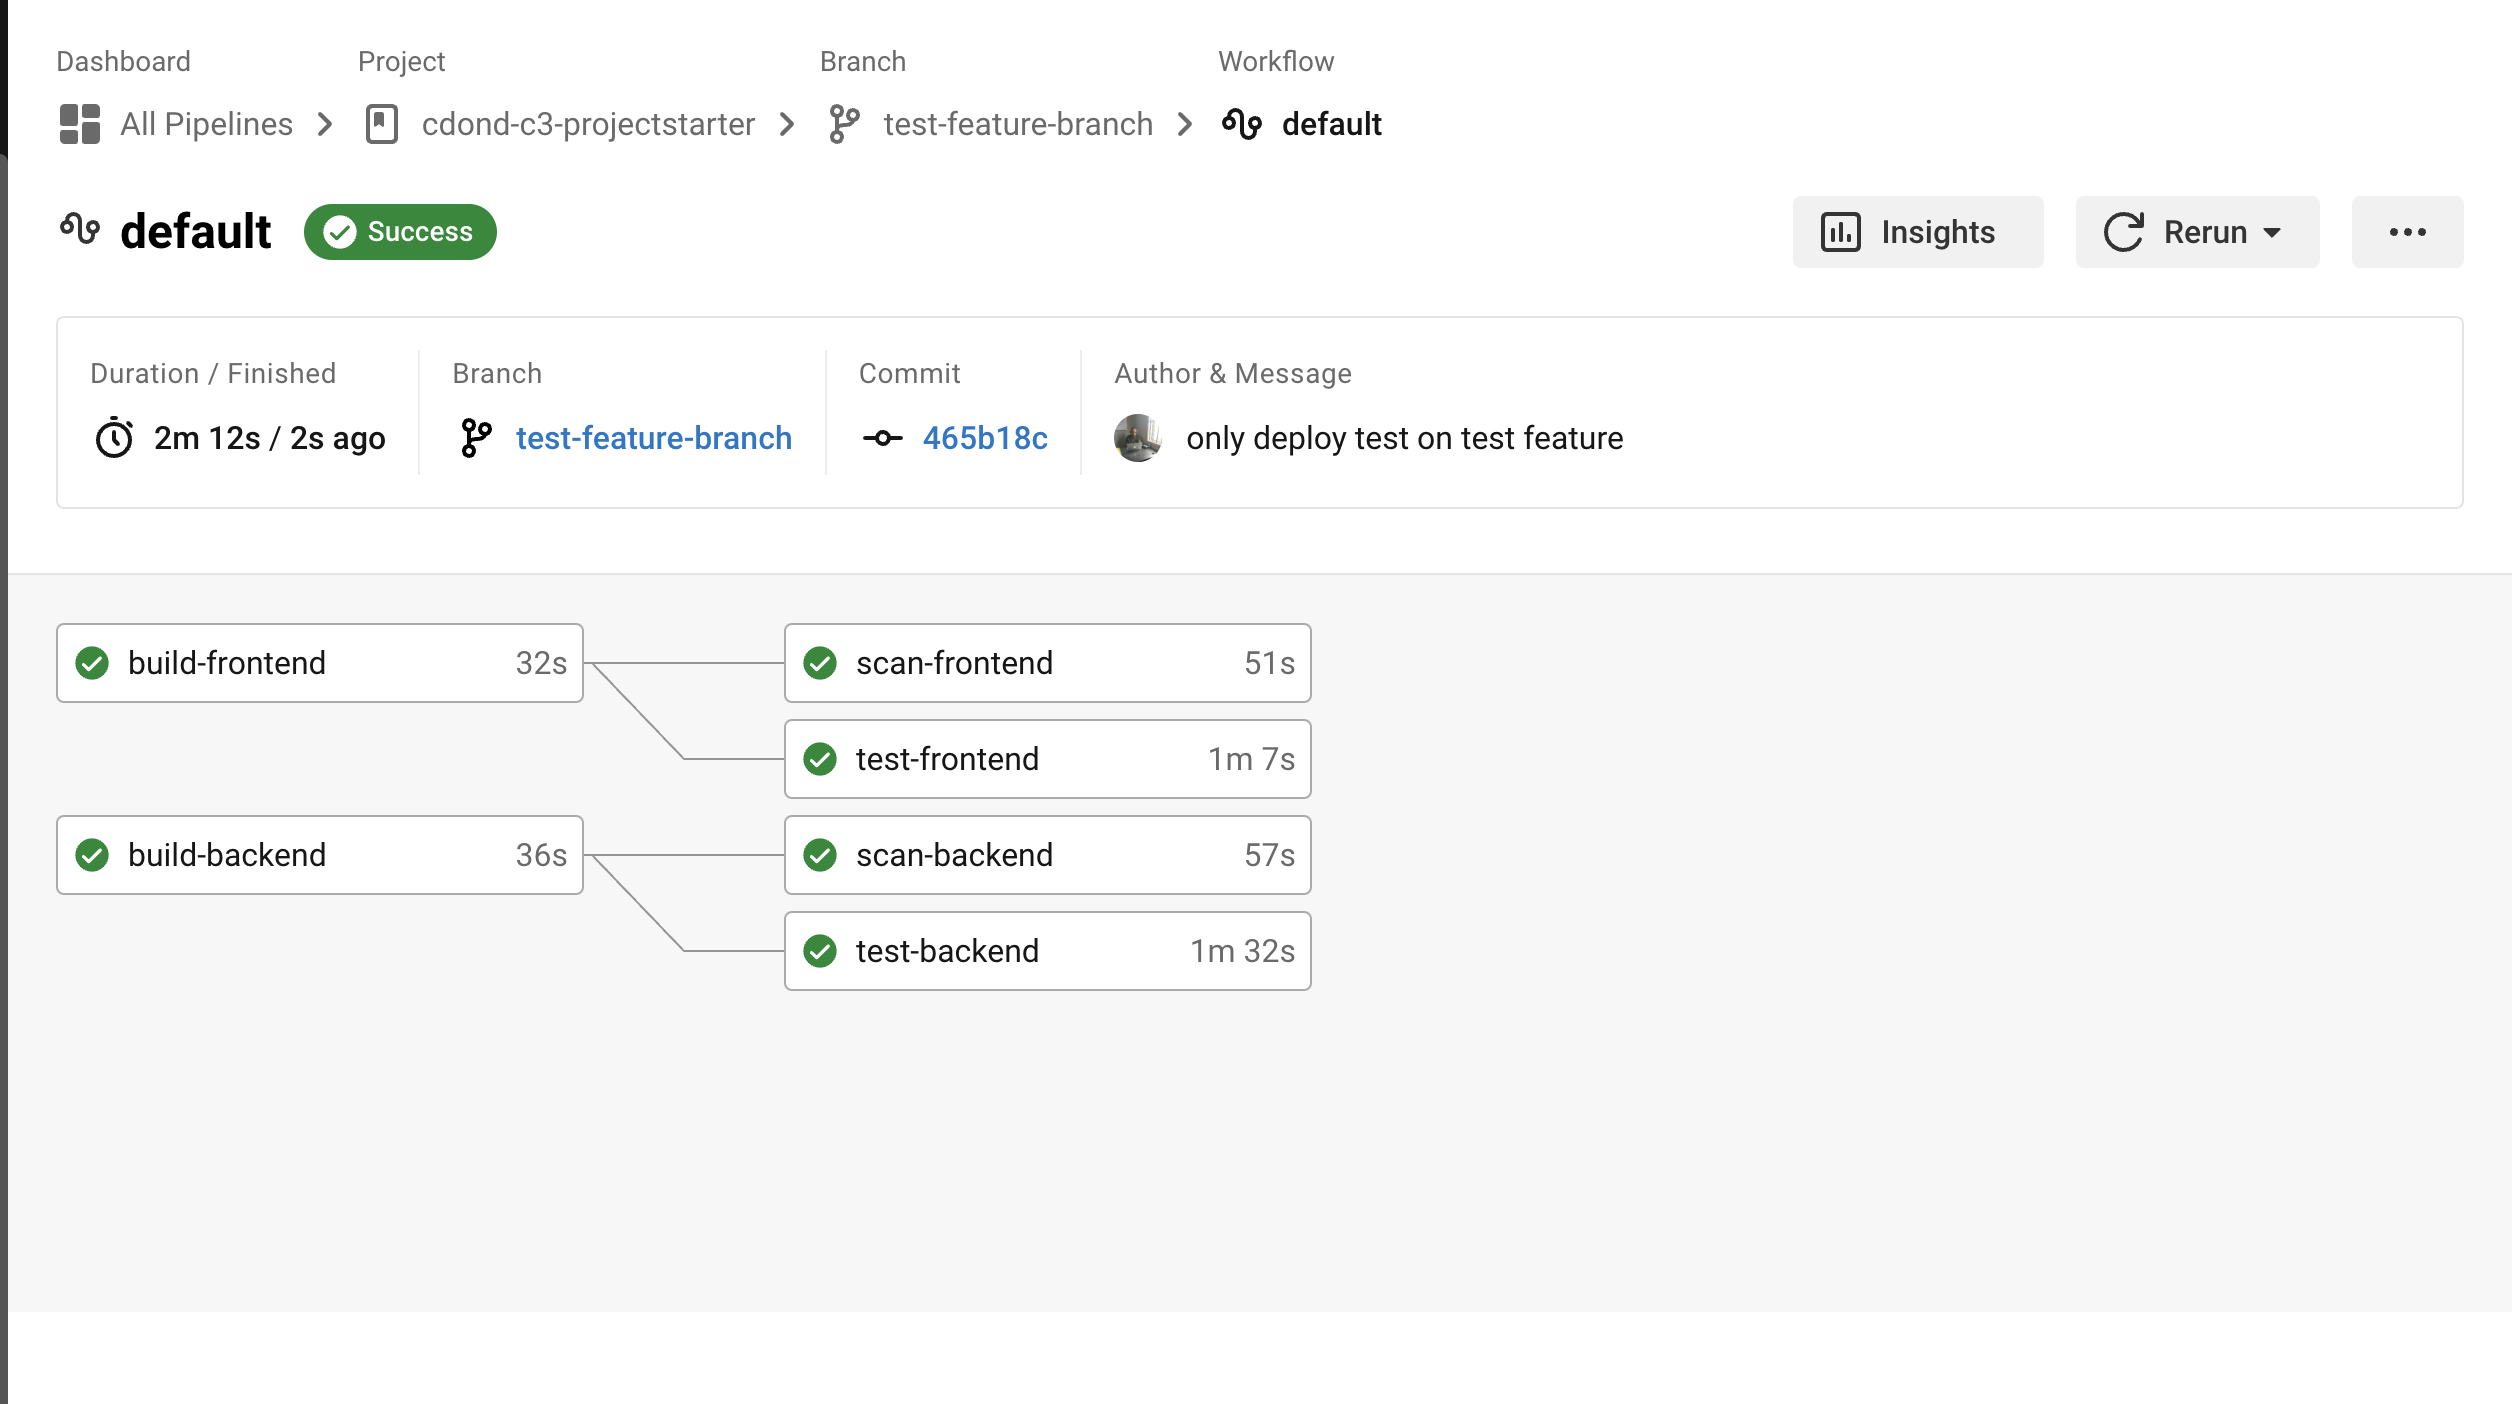 Dashboard Project Branch Workflow
All Pipelines cdond-c3-projectstarter test-feature-branch default
default Success Insights Rerun
Duration / Finished Branch Commit Author & Message
2m 12s / 2s ago test-feature-branch 465b18c only deploy test on test feature
build-frontend 32s scan-frontend 51s
test-frontend 1m 7s
build-backend 36s scan-backend 57s
test-backend 1m 32s